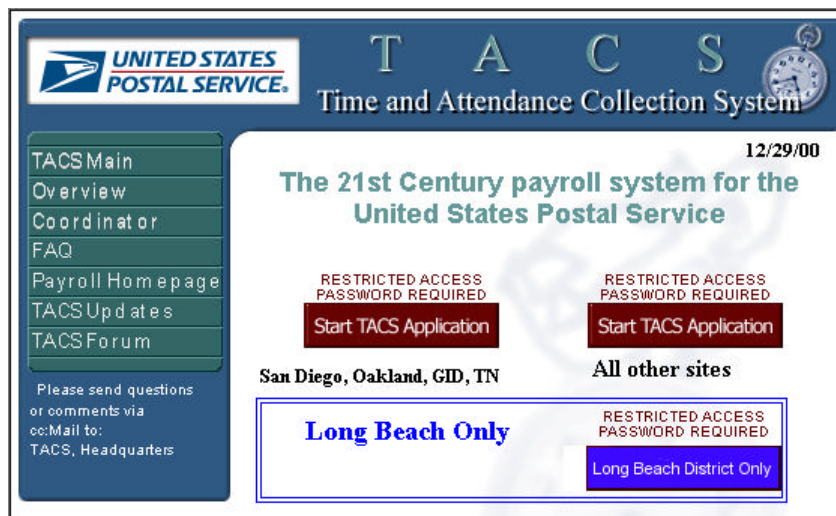 UNITED STATES
POSTAL SERVICE®
T A C S
Time and Attendance Collection System
12/29/00
TACS Main
Overview
Coordinator
FAQ
Payroll Homepage
TACS Updates
TACS Forum
Please send questions
or comments via
cc:Mail to:
TACS, Headquarters
The 21st Century payroll system for the
United States Postal Service
RESTRICTED ACCESS
PASSWORD REQUIRED
Start TACS Application
San Diego, Oakland, GID, TN
RESTRICTED ACCESS
PASSWORD REQUIRED
Start TACS Application
All other sites
Long Beach Only
RESTRICTED ACCESS
PASSWORD REQUIRED
Long Beach District Only